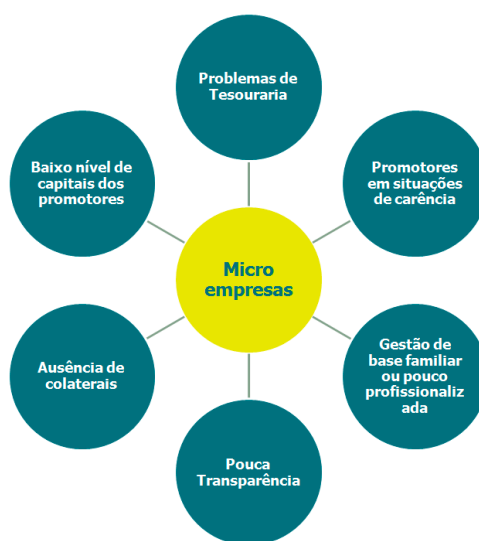 Problemas de
Tesouraria
Baixo nível de
capitais dos
promotores
Promotores
em situações
de carência
Micro
empresas
Ausência de
colaterais
Gestão de
base familiar
ou pouco
profissionaliz
ada
Pouca
Transparência